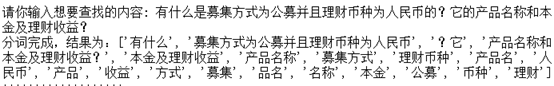 请你输入想要查找的内容: 有什么是募集方式为公募并且理财币种为人民币的? 它的产品名称和本
金及理财收益?
分词完成，结果为: ['有什么', '募集方式为公募并且理财币种为人民币', '? 它', '产品名称和
本金及理财收益? ', '本金及理财收益', '产品名称', '募集方式', '理财币种', '产品名', '人
民币', '产品', '收益', '方式', '募集', '品名', '名称', '本金', '公募', '币种', '理财']
...................